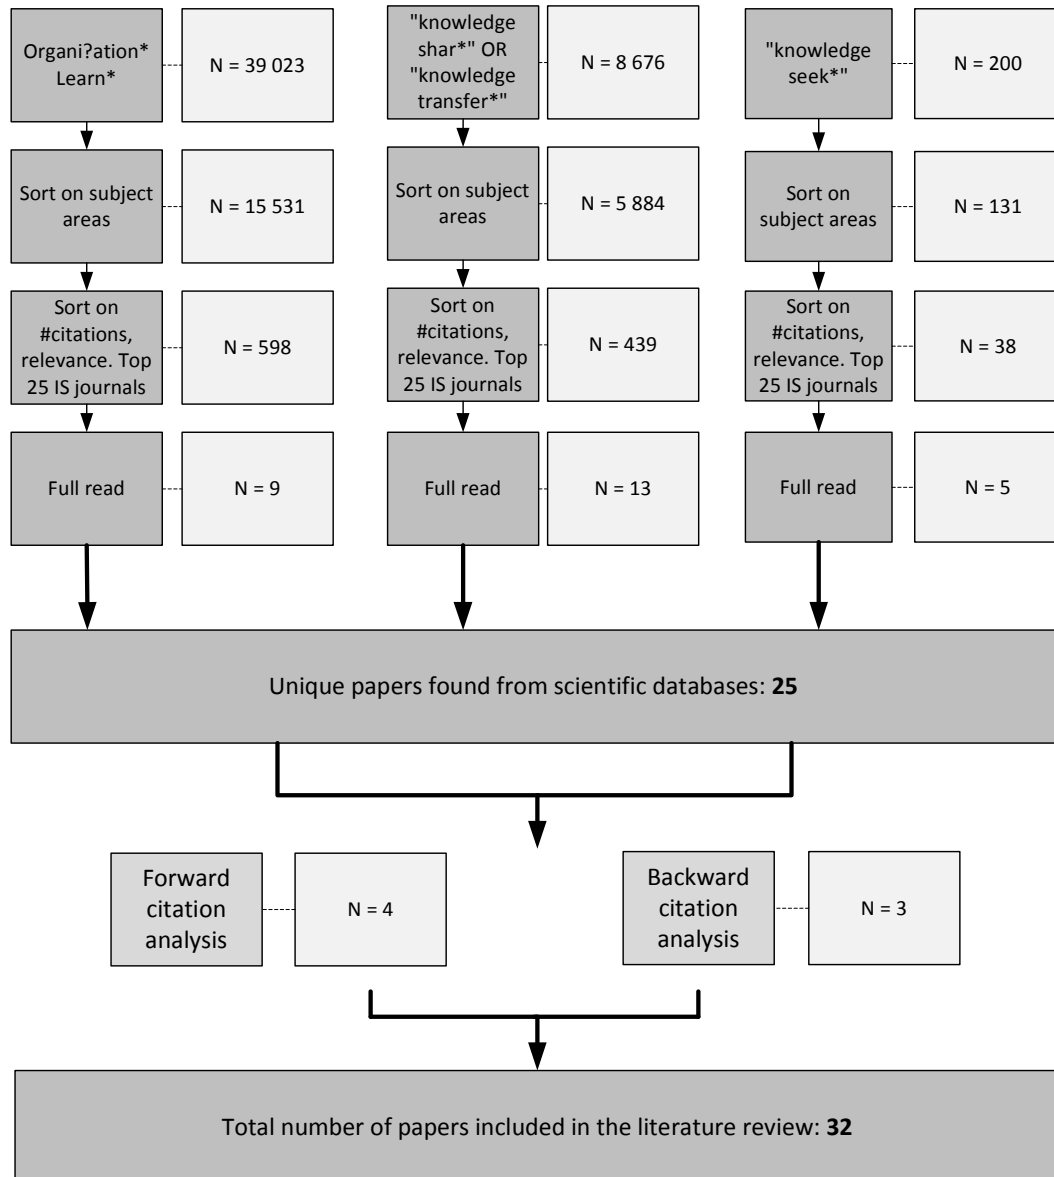 Organi?ation*
Learn*
N = 39 023
"knowledge
shar*" OR
"knowledge
transfer*"
N = 8 676
"knowledge
seek*"
N = 200
Sort on subject
areas
N = 15 531
Sort on subject
areas
N = 5 884
Sort on
subject areas
N = 131
Sort on
#citations,
relevance. Top
25 IS journals
N = 598
Sort on
#citations,
relevance. Top
25 IS journals
N = 439
Sort on
#citations,
relevance. Top
25 IS journals
N = 38
Full read
N = 9
Full read
N = 13
Full read
N = 5
Unique papers found from scientific databases: 25
Forward
citation
analysis
N = 4
Backward
citation
analysis
N = 3
Total number of papers included in the literature review: 32